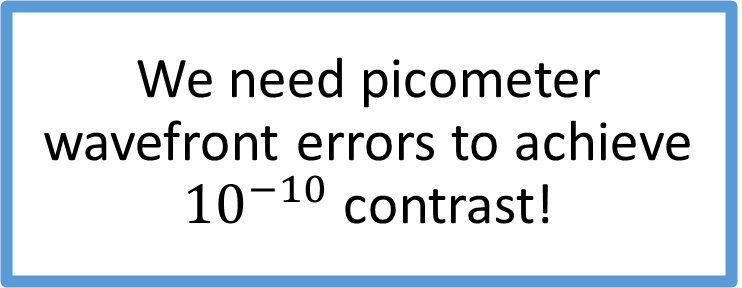 We need picometer
wavefront errors to achieve
10⁻¹⁰ contrast!